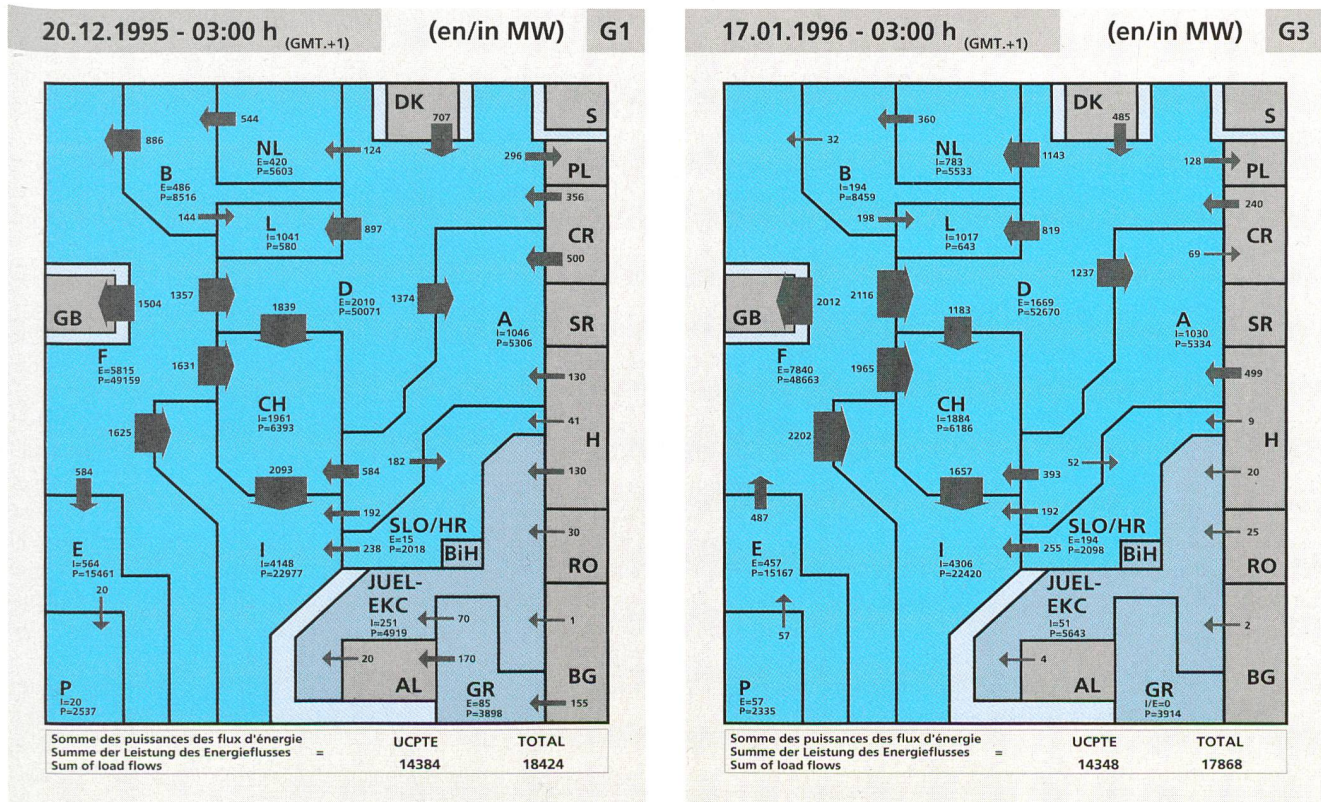 20.12.1995 - 03:00 h (GMT.+1) (en/in MW) G1
DK
707
S
544
886
NL
E=420
P=5603
124
296
PL
B
E=486
P=8516
356
144
L
I=1041
P=580
897
CR
500
1504
1357
D
E=2010
P=50071
1374
GB
1839
A
I=1046
P=5306
SR
F
E=5815
P=49159
1631
130
CH
I=1961
P=6393
1625
41
H
182
584
2093
584
130
192
SLO/HR
E=15
P=2018
30
E
I=564
P=15461
I
I=4148
P=22977
238
BiH
RO
20
JUEL-
EKC
I=251
P=4919
70
1
20
170
AL
BG
P
I=20
P=2537
GR
E=85
P=3898
155
Somme des puissances des flux d'énergie UCPTE TOTAL
Summe der Leistung des Energieflusses =
Sum of load flows 14384 18424
17.01.1996 - 03:00 h (GMT.+1) (en/in MW) G3
DK
485
S
360
32
NL
I=783
P=5533
1143
128
PL
B
I=194
P=8459
240
198
L
I=1017
P=643
819
CR
69
2012
2116
D
E=1669
P=52670
1237
GB
1183
A
I=1030
P=5334
SR
F
E=7840
P=48663
1965
499
CH
I=1884
P=6186
2202
9
H
52
1657
393
20
487
192
SLO/HR
E=194
P=2098
25
E
E=457
P=15167
I
I=4306
P=22420
255
BiH
RO
57
JUEL-
EKC
I=51
P=5643
2
4
AL
BG
P
E=57
P=2335
GR
I/E=0
P=3914
Somme des puissances des flux d'énergie UCPTE TOTAL
Summe der Leistung des Energieflusses =
Sum of load flows 14348 17868